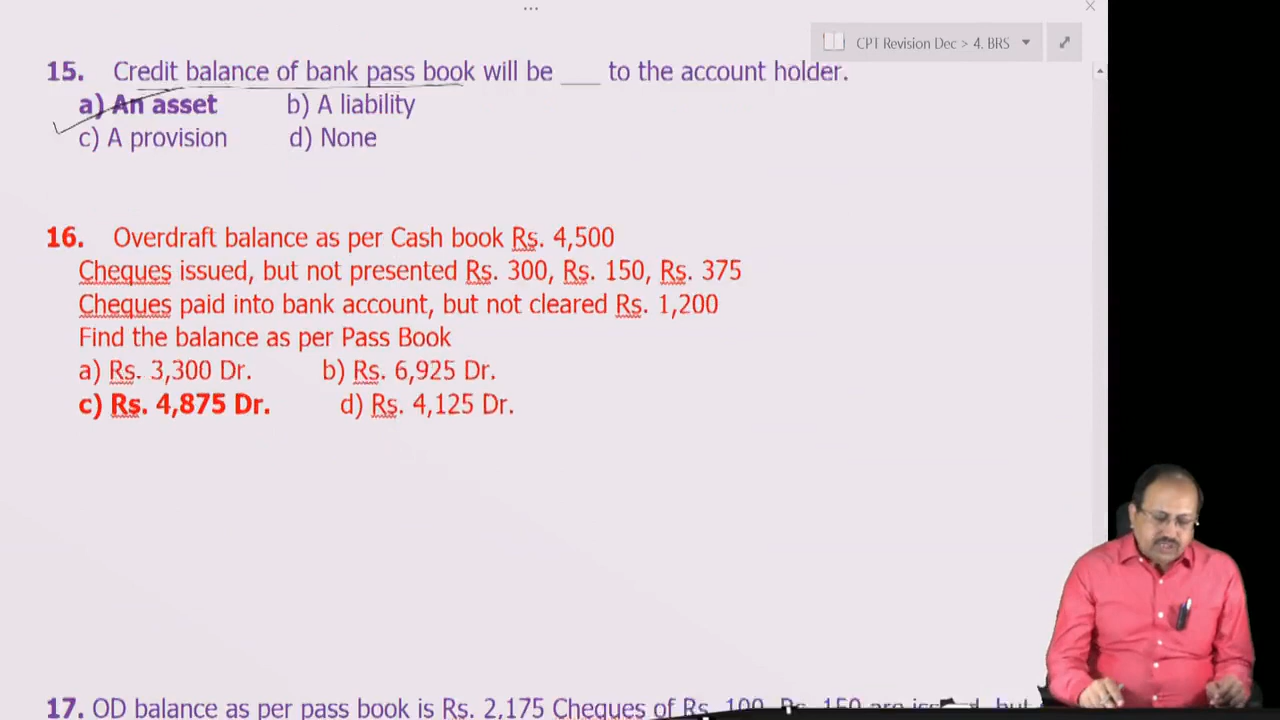 ...
CPT Revision Dec > 4. BRS
15. Credit balance of bank pass book will be ___ to the account holder.
a) An asset b) A liability
c) A provision d) None
16. Overdraft balance as per Cash book Rs. 4,500
Cheques issued, but not presented Rs. 300, Rs. 150, Rs. 375
Cheques paid into bank account, but not cleared Rs. 1,200
Find the balance as per Pass Book
a) Rs. 3,300 Dr. b) Rs. 6,925 Dr.
c) Rs. 4,875 Dr. d) Rs. 4,125 Dr.
17. OD balance as per pass book is Rs. 2,175 Cheques of Rs. 100, Rs. 150 are issued, but